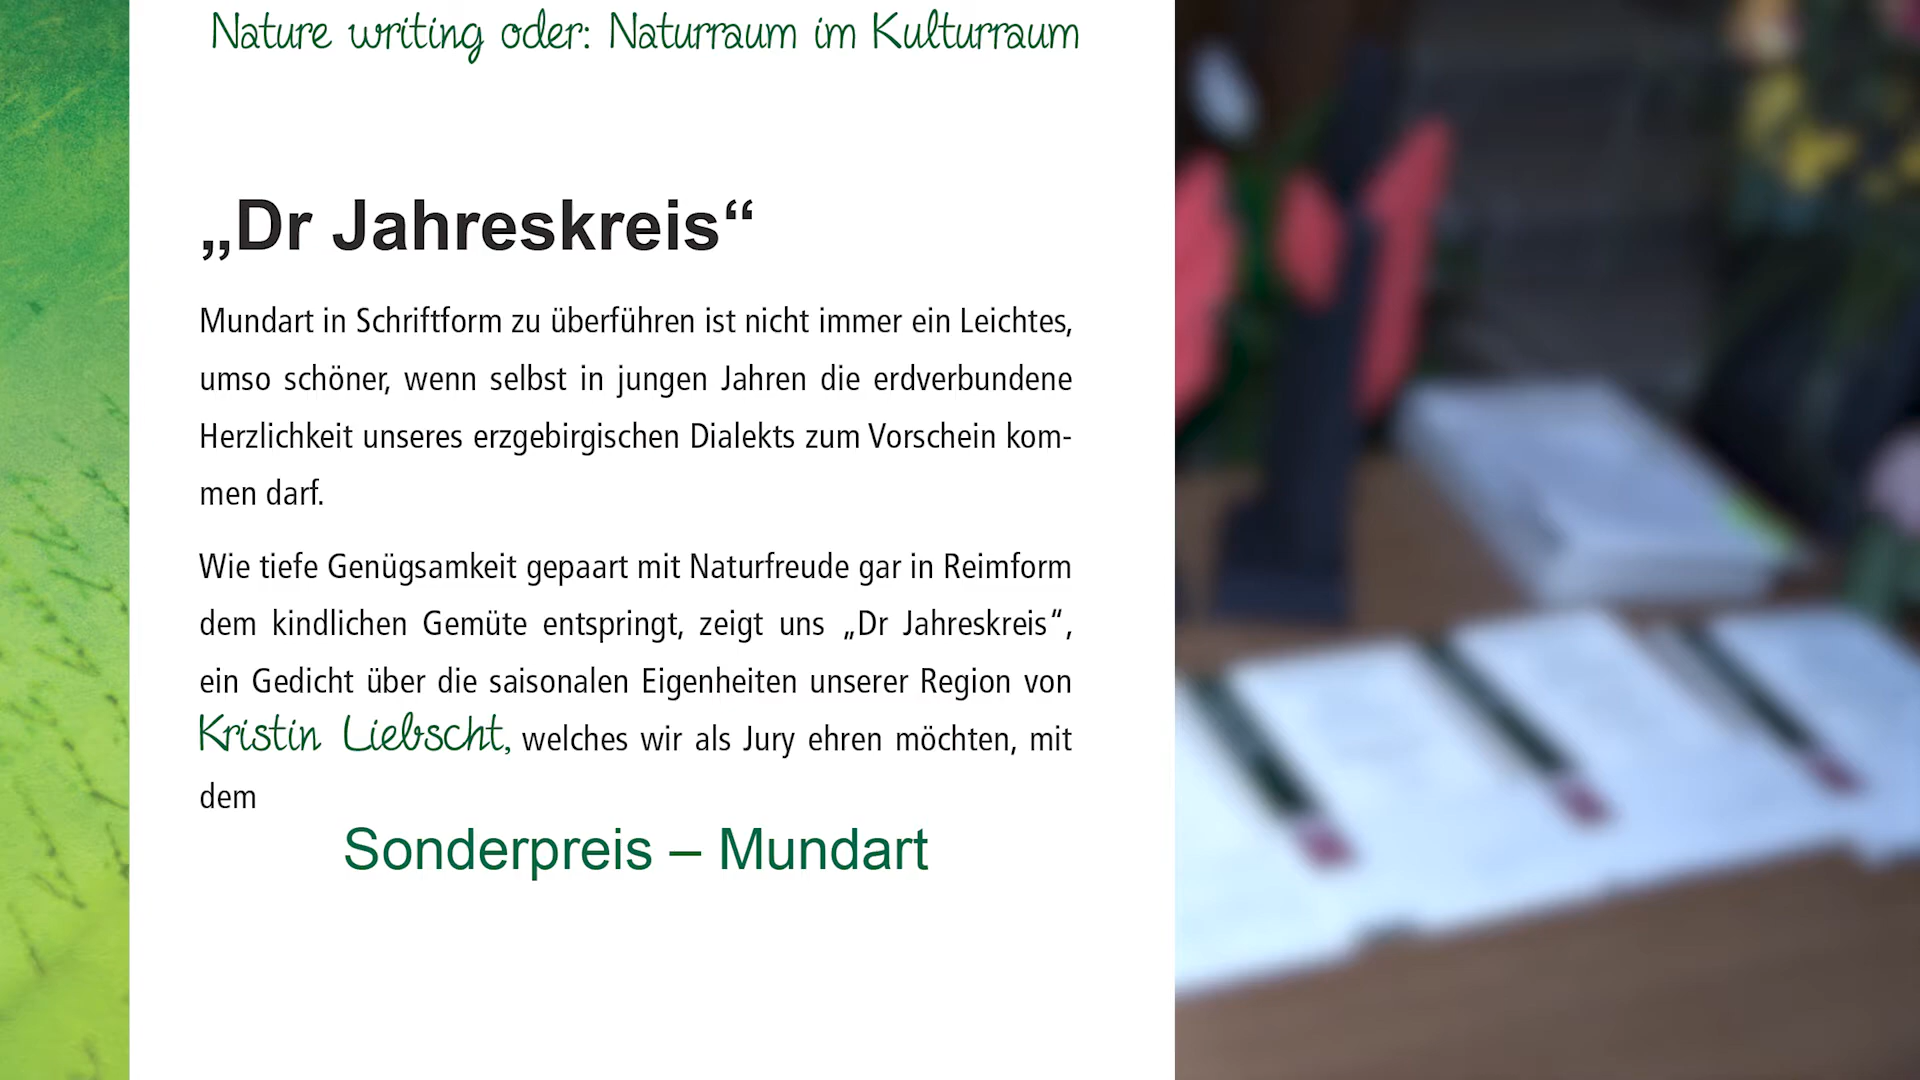 Nature writing oder: Naturraum im Kulturraum
„Dr Jahreskreis“
Mundart in Schriftform zu überführen ist nicht immer ein Leichtes,
umso schöner, wenn selbst in jungen Jahren die erdverbundene
Herzlichkeit unseres erzgebirgischen Dialekts zum Vorschein kom-
men darf.
Wie tiefe Genügsamkeit gepaart mit Naturfreude gar in Reimform
dem kindlichen Gemüte entspringt, zeigt uns „Dr Jahreskreis“,
ein Gedicht über die saisonalen Eigenheiten unserer Region von
Kristin Liebscht, welches wir als Jury ehren möchten, mit
dem
Sonderpreis – Mundart